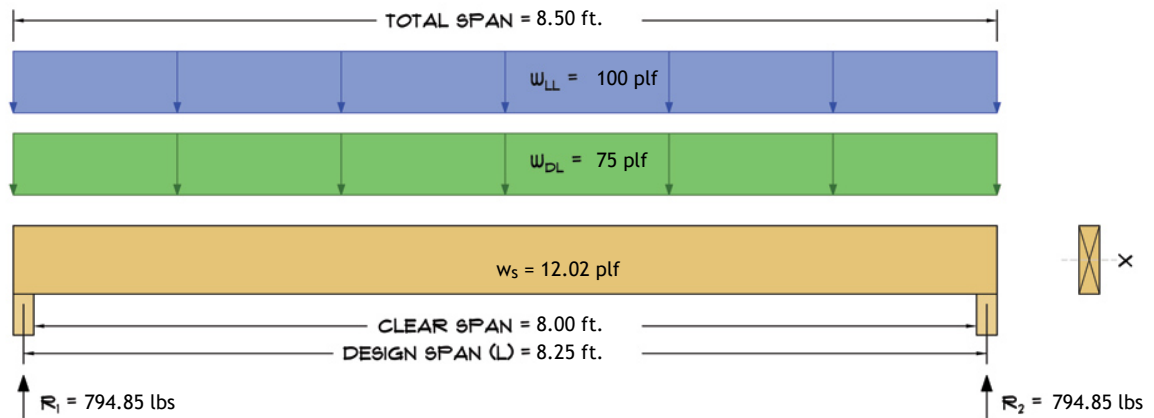 TOTAL SPAN = 8.50 ft.
WLL = 100 plf
WDL = 75 plf
ws = 12.02 plf
X
CLEAR SPAN = 8.00 ft.
DESIGN SPAN (L) = 8.25 ft.
R1 = 794.85 lbs
R2 = 794.85 lbs